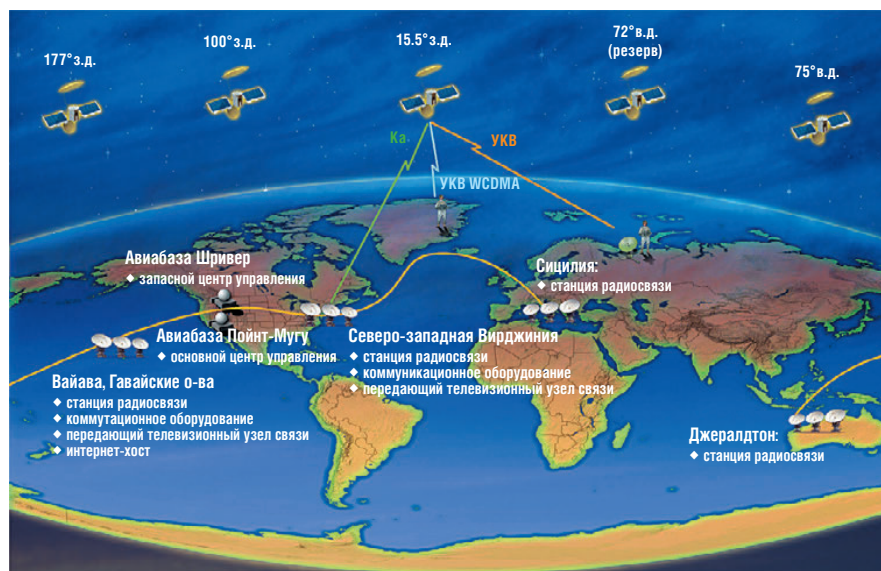 177°з.д.
100°з.д.
15.5°з.д.
72°в.д.
(резерв)
75°в.д.
Ka
УКВ
УКВ WCDMA
Авиабаза Шривер
◆ запасной центр управления
Сицилия:
◆ станция радиосвязи
Авиабаза Пойнт-Мугу
◆ основной центр управления
Северо-западная Вирджиния
◆ станция радиосвязи
◆ коммуникационное оборудование
◆ передающий телевизионный узел связи
Вайава, Гавайские о-ва
◆ станция радиосвязи
◆ коммутационное оборудование
◆ передающий телевизионный узел связи
◆ интернет-хост
Джералдтон:
◆ станция радиосвязи